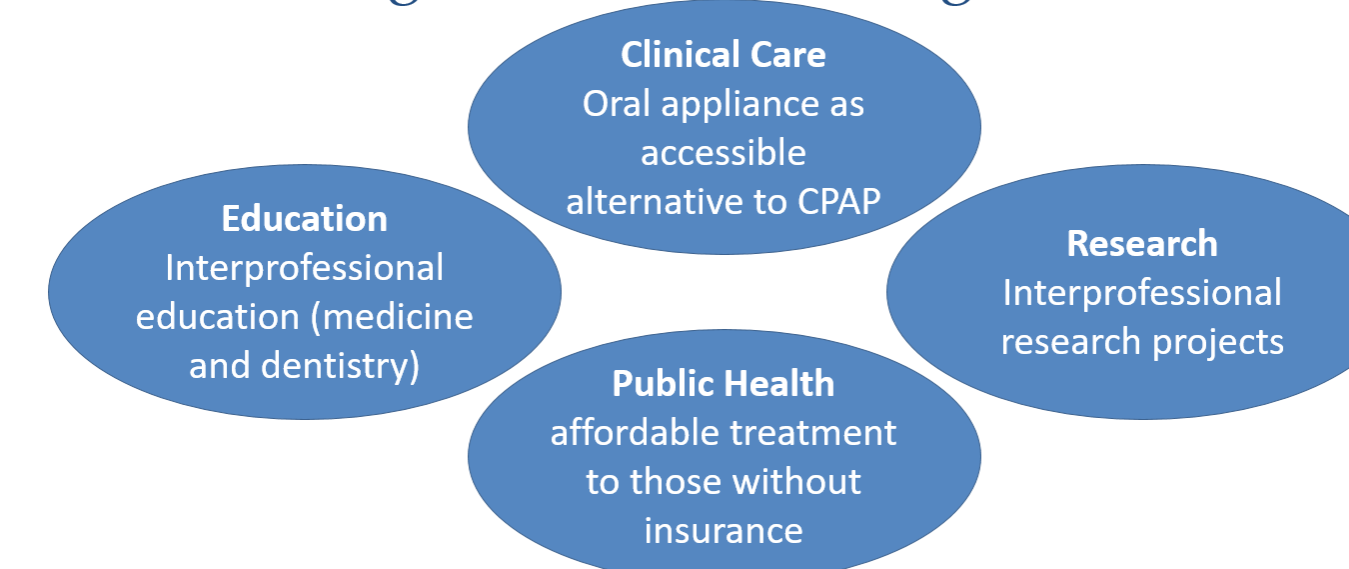 Clinical Care
Oral appliance as
accessible
alternative to CPAP
Education
Interprofessional
education (medicine
and dentistry)
Research
Interprofessional
research projects
Public Health
affordable treatment
to those without
insurance